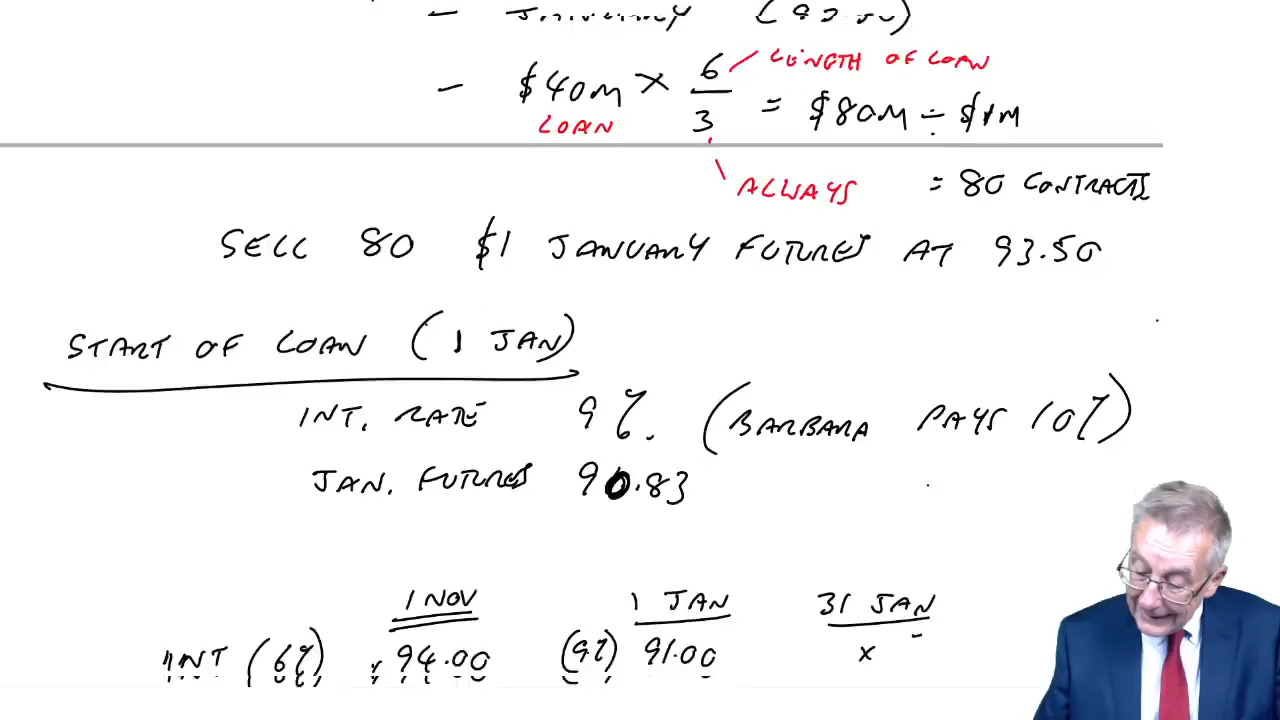 - $40M × 6/3 = $80M ÷ $1M
LENGTH OF LOAN
LOAN
ALWAYS
= 80 CONTRACTS
SELL 80 $1 JANUARY FUTURES AT 93.50
START OF LOAN (1 JAN)
INT. RATE 9%. (BARBARA PAYS 10%)
JAN. FUTURES 90.83
1 NOV 1 JAN 31 JAN
INT (6%) 94.00 (9%) 91.00 x